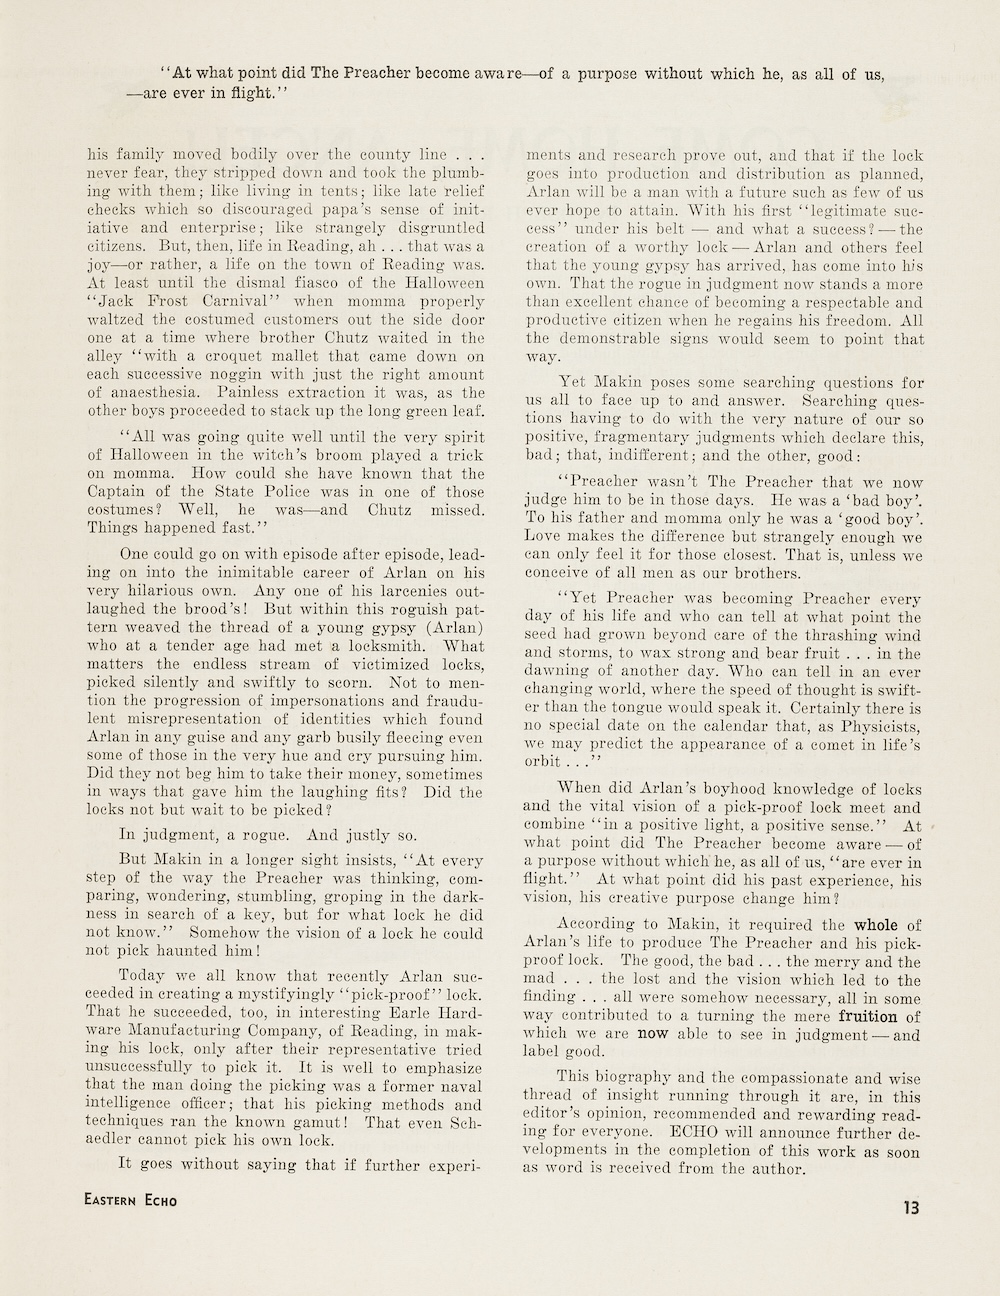 “At what point did The Preacher become aware—of a purpose without which he, as all of us,
—are ever in flight.”
his family moved bodily over the county line . . .
never fear, they stripped down and took the plumb-
ing with them; like living in tents; like late relief
checks which so discouraged papa’s sense of init-
iative and enterprise; like strangely disgruntled
citizens. But, then, life in Reading, ah . . . that was a
joy—or rather, a life on the town of Reading was.
At least until the dismal fiasco of the Halloween
“Jack Frost Carnival” when momma properly
waltzed the costumed customers out the side door
one at a time where brother Chutz waited in the
alley “with a croquet mallet that came down on
each successive noggin with just the right amount
of anaesthesia. Painless extraction it was, as the
other boys proceeded to stack up the long green leaf.
“All was going quite well until the very spirit
of Halloween in the witch’s broom played a trick
on momma. How could she have known that the
Captain of the State Police was in one of those
costumes? Well, he was—and Chutz missed.
Things happened fast.”
One could go on with episode after episode, lead-
ing on into the inimitable career of Arlan on his
very hilarious own. Any one of his larcenies out-
laughed the brood’s! But within this roguish pat-
tern weaved the thread of a young gypsy (Arlan)
who at a tender age had met a locksmith. What
matters the endless stream of victimized locks,
picked silently and swiftly to scorn. Not to men-
tion the progression of impersonations and fraudu-
lent misrepresentation of identities which found
Arlan in any guise and any garb busily fleecing even
some of those in the very hue and cry pursuing him.
Did they not beg him to take their money, sometimes
in ways that gave him the laughing fits? Did the
locks not but wait to be picked?
In judgment, a rogue. And justly so.
But Makin in a longer sight insists, “At every
step of the way the Preacher was thinking, com-
paring, wondering, stumbling, groping in the dark-
ness in search of a key, but for what lock he did
not know.” Somehow the vision of a lock he could
not pick haunted him!
Today we all know that recently Arlan suc-
ceeded in creating a mystifyingly “pick-proof” lock.
That he succeeded, too, in interesting Earle Hard-
ware Manufacturing Company, of Reading, in mak-
ing his lock, only after their representative tried
unsuccessfully to pick it. It is well to emphasize
that the man doing the picking was a former naval
intelligence officer; that his picking methods and
techniques ran the known gamut! That even Sch-
aedler cannot pick his own lock.
It goes without saying that if further experi-
ments and research prove out, and that if the lock
goes into production and distribution as planned,
Arlan will be a man with a future such as few of us
ever hope to attain. With his first “legitimate suc-
cess” under his belt — and what a success? — the
creation of a worthy lock — Arlan and others feel
that the young gypsy has arrived, has come into his
own. That the rogue in judgment now stands a more
than excellent chance of becoming a respectable and
productive citizen when he regains his freedom. All
the demonstrable signs would seem to point that
way.
Yet Makin poses some searching questions for
us all to face up to and answer. Searching ques-
tions having to do with the very nature of our so
positive, fragmentary judgments which declare this,
bad; that, indifferent; and the other, good:
“Preacher wasn’t The Preacher that we now
judge him to be in those days. He was a ‘bad boy’.
To his father and momma only he was a ‘good boy’.
Love makes the difference but strangely enough we
can only feel it for those closest. That is, unless we
conceive of all men as our brothers.
“Yet Preacher was becoming Preacher every
day of his life and who can tell at what point the
seed had grown beyond care of the thrashing wind
and storms, to wax strong and bear fruit . . . in the
dawning of another day. Who can tell in an ever
changing world, where the speed of thought is swift-
er than the tongue would speak it. Certainly there is
no special date on the calendar that, as Physicists,
we may predict the appearance of a comet in life’s
orbit . . .”
When did Arlan’s boyhood knowledge of locks
and the vital vision of a pick-proof lock meet and
combine “in a positive light, a positive sense.” At
what point did The Preacher become aware — of
a purpose without which he, as all of us, “are ever in
flight.” At what point did his past experience, his
vision, his creative purpose change him?
According to Makin, it required the whole of
Arlan’s life to produce The Preacher and his pick-
proof lock. The good, the bad . . . the merry and the
mad . . . the lost and the vision which led to the
finding . . . all were somehow necessary, all in some
way contributed to a turning the mere fruition of
which we are now able to see in judgment — and
label good.
This biography and the compassionate and wise
thread of insight running through it are, in this
editor’s opinion, recommended and rewarding read-
ing for everyone. ECHO will announce further de-
velopments in the completion of this work as soon
as word is received from the author.
EASTERN ECHO
13